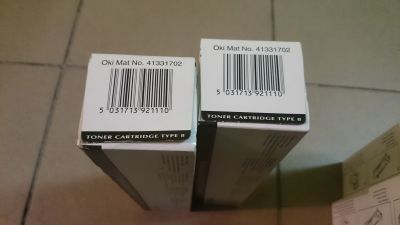 Oki Mat No. 41331702
5 031713 921110
TONER CARTRIDGE TYPE 8
Oki Mat No. 41331702
5 031713 921110
TONER CARTRIDGE TYPE 8